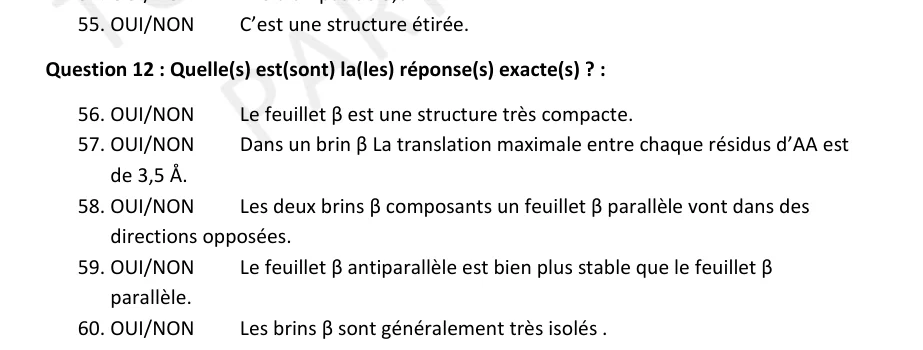 55. OUI/NON C’est une structure étirée.
Question 12 : Quelle(s) est(sont) la(les) réponse(s) exacte(s) ? :
56. OUI/NON Le feuillet β est une structure très compacte.
57. OUI/NON Dans un brin β La translation maximale entre chaque résidus d’AA est
de 3,5 Å.
58. OUI/NON Les deux brins β composants un feuillet β parallèle vont dans des
directions opposées.
59. OUI/NON Le feuillet β antiparallèle est bien plus stable que le feuillet β
parallèle.
60. OUI/NON Les brins β sont généralement très isolés .